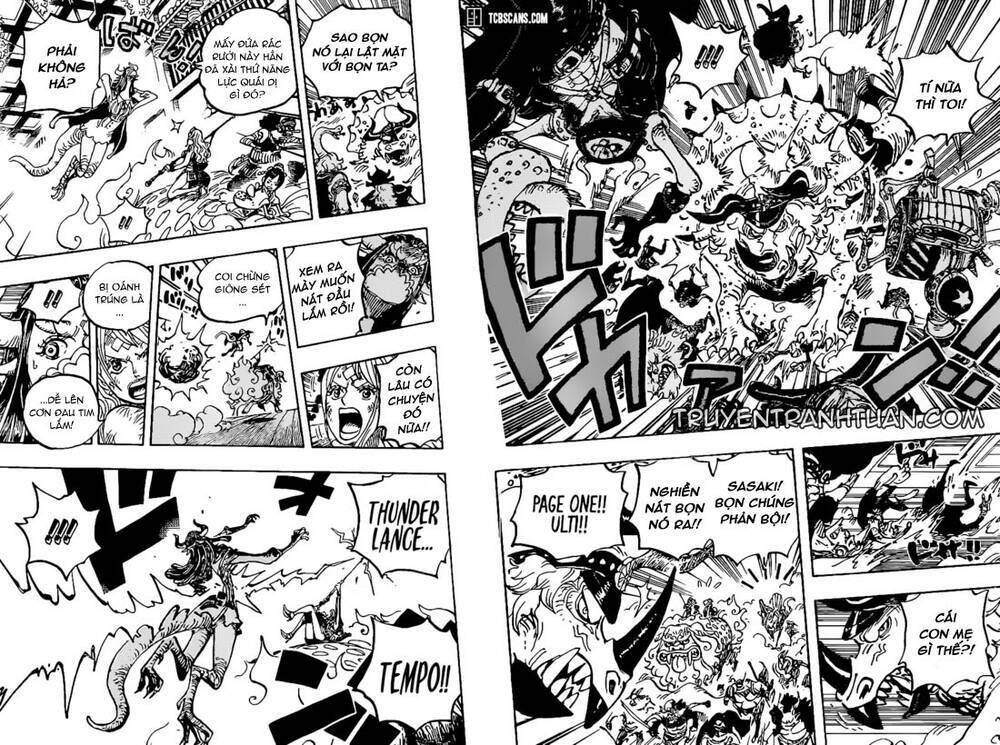 TCBSCANS.COM
!!!
TÍ NỮA
THÌ TOI!
TRUYENTRANHTUAN.COM
SASAKI!
BỌN CHÚNG
PHẢN BỘI!
NGHIỀN
NÁT BỌN
NÓ RA!!
PAGE ONE!!
ULTI!!
CÁI
CON MẸ
GÌ THẾ?!
SAO BỌN
NÓ LẠI LẬT MẶT
VỚI BỌN TA?
MẤY ĐỨA RÁC
RƯỞI NÀY HẲN
ĐÃ XÀI THỨ NĂNG
LỰC QUÁI DỊ
GÌ ĐÓ?
PHẢI
KHÔNG
HẢ?
!!
XEM RA
MÀY MUỐN
NÁT ĐẦU
LẮM RỒI!
CÒN
LÂU CÓ
CHUYỆN
ĐÓ
NỮA!!
COI CHỪNG
GIÔNG SÉT
...
BỊ OÁNH
TRÚNG LÀ
...
!!
...DỄ LÊN
CƠN ĐAU TIM
LẮM!
THUNDER
LANCE...
TEMPO!!
!!!